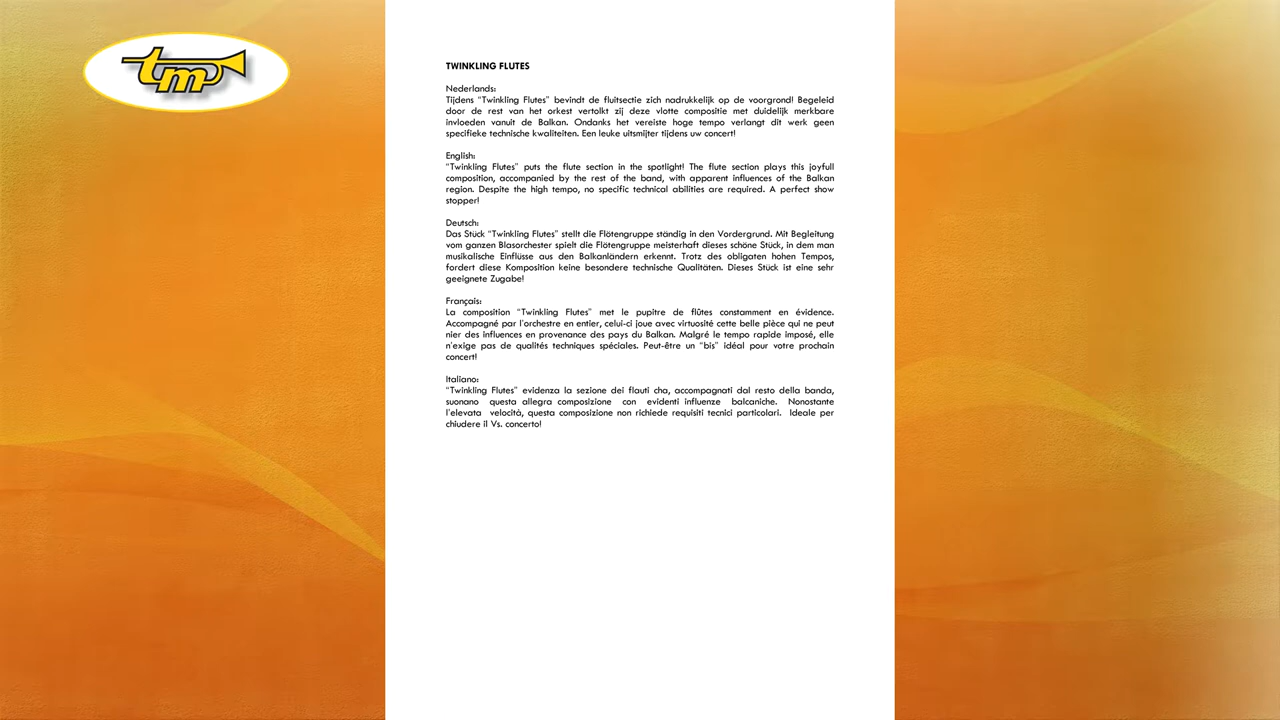 tm
TWINKLING FLUTES
Nederlands:
Tijdens "Twinkling Flutes" bevindt de fluitsectie zich nadrukkelijk op de voorgrond! Begeleid
door de rest van het orkest vertolkt zij deze vlotte compositie met duidelijk merkbare
invloeden vanuit de Balkan. Ondanks het vereiste hoge tempo verlangt dit werk geen
specifieke technische kwaliteiten. Een leuke uitsmijter tijdens uw concert!
English:
"Twinkling Flutes" puts the flute section in the spotlight! The flute section plays this joyfull
composition, accompanied by the rest of the band, with apparent influences of the Balkan
region. Despite the high tempo, no specific technical abilities are required. A perfect show
stopper!
Deutsch:
Das Stück "Twinkling Flutes" stellt die Flötengruppe ständig in den Vordergrund. Mit Begleitung
vom ganzen Blasorchester spielt die Flötengruppe meisterhaft dieses schöne Stück, in dem man
musikalische Einflüsse aus den Balkanländern erkennt. Trotz des obligaten hohen Tempos,
fordert diese Komposition keine besondere technische Qualitäten. Dieses Stück ist eine sehr
geeignete Zugabe!
Français:
La composition "Twinkling Flutes" met le pupitre de flûtes constamment en évidence.
Accompagné par l'orchestre en entier, celui-ci joue avec virtuosité cette belle pièce qui ne peut
nier des influences en provenance des pays du Balkan. Malgré le tempo rapide imposé, elle
n'exige pas de qualités techniques spéciales. Peut-être un "bis" idéal pour votre prochain
concert!
Italiano:
"Twinkling Flutes" evidenza la sezione dei flauti cha, accompagnati dal resto della banda,
suonano questa allegra composizione con evidenti influenze balcaniche. Nonostante
l'elevata velocità, questa composizione non richiede requisiti tecnici particolari. Ideale per
chiudere il Vs. concerto!